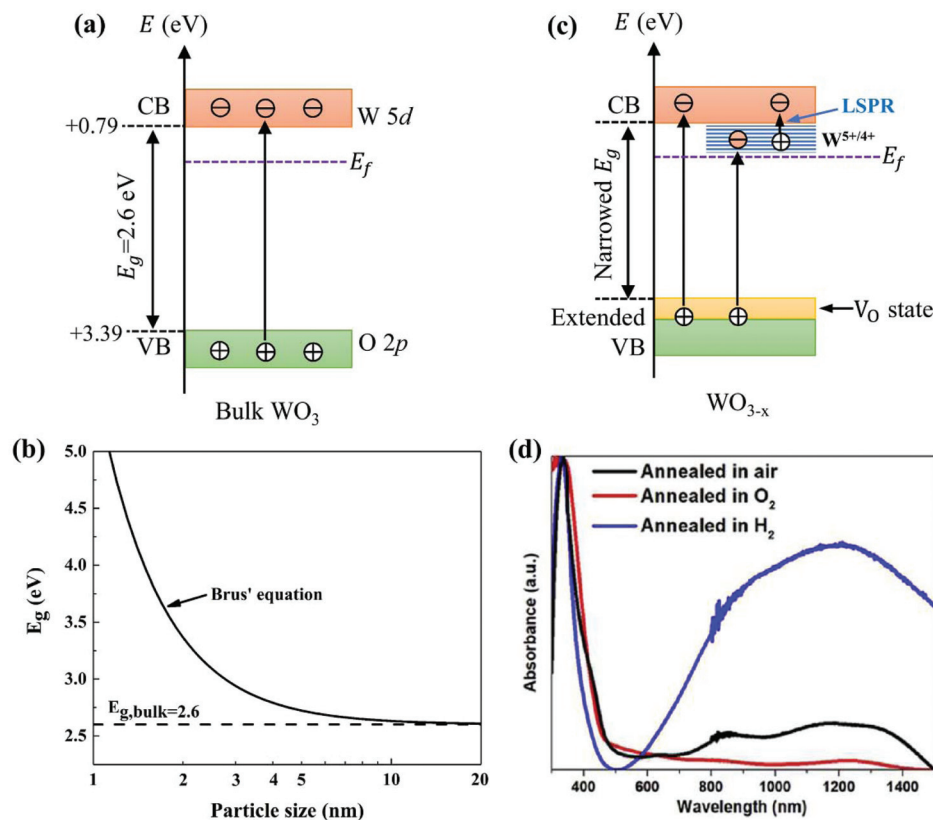 (a)
E (eV)
CB
W 5d
+0.79
E_f
E_g=2.6 eV
+3.39
VB
O 2p
Bulk WO₃
(c)
E (eV)
CB
LSPR
W⁵⁺/⁴⁺
E_f
Narrowed E_g
Extended
VB
V_O state
WO₃₋ₓ
(b)
5.0
4.5
4.0
3.5
3.0
2.5
E_g (eV)
Brus' equation
E_g,bulk=2.6
1
2
3
4
5
6
7
10
20
Particle size (nm)
(d)
Annealed in air
Annealed in O₂
Annealed in H₂
Absorbance (a.u.)
400
600
800
1000
1200
1400
Wavelength (nm)